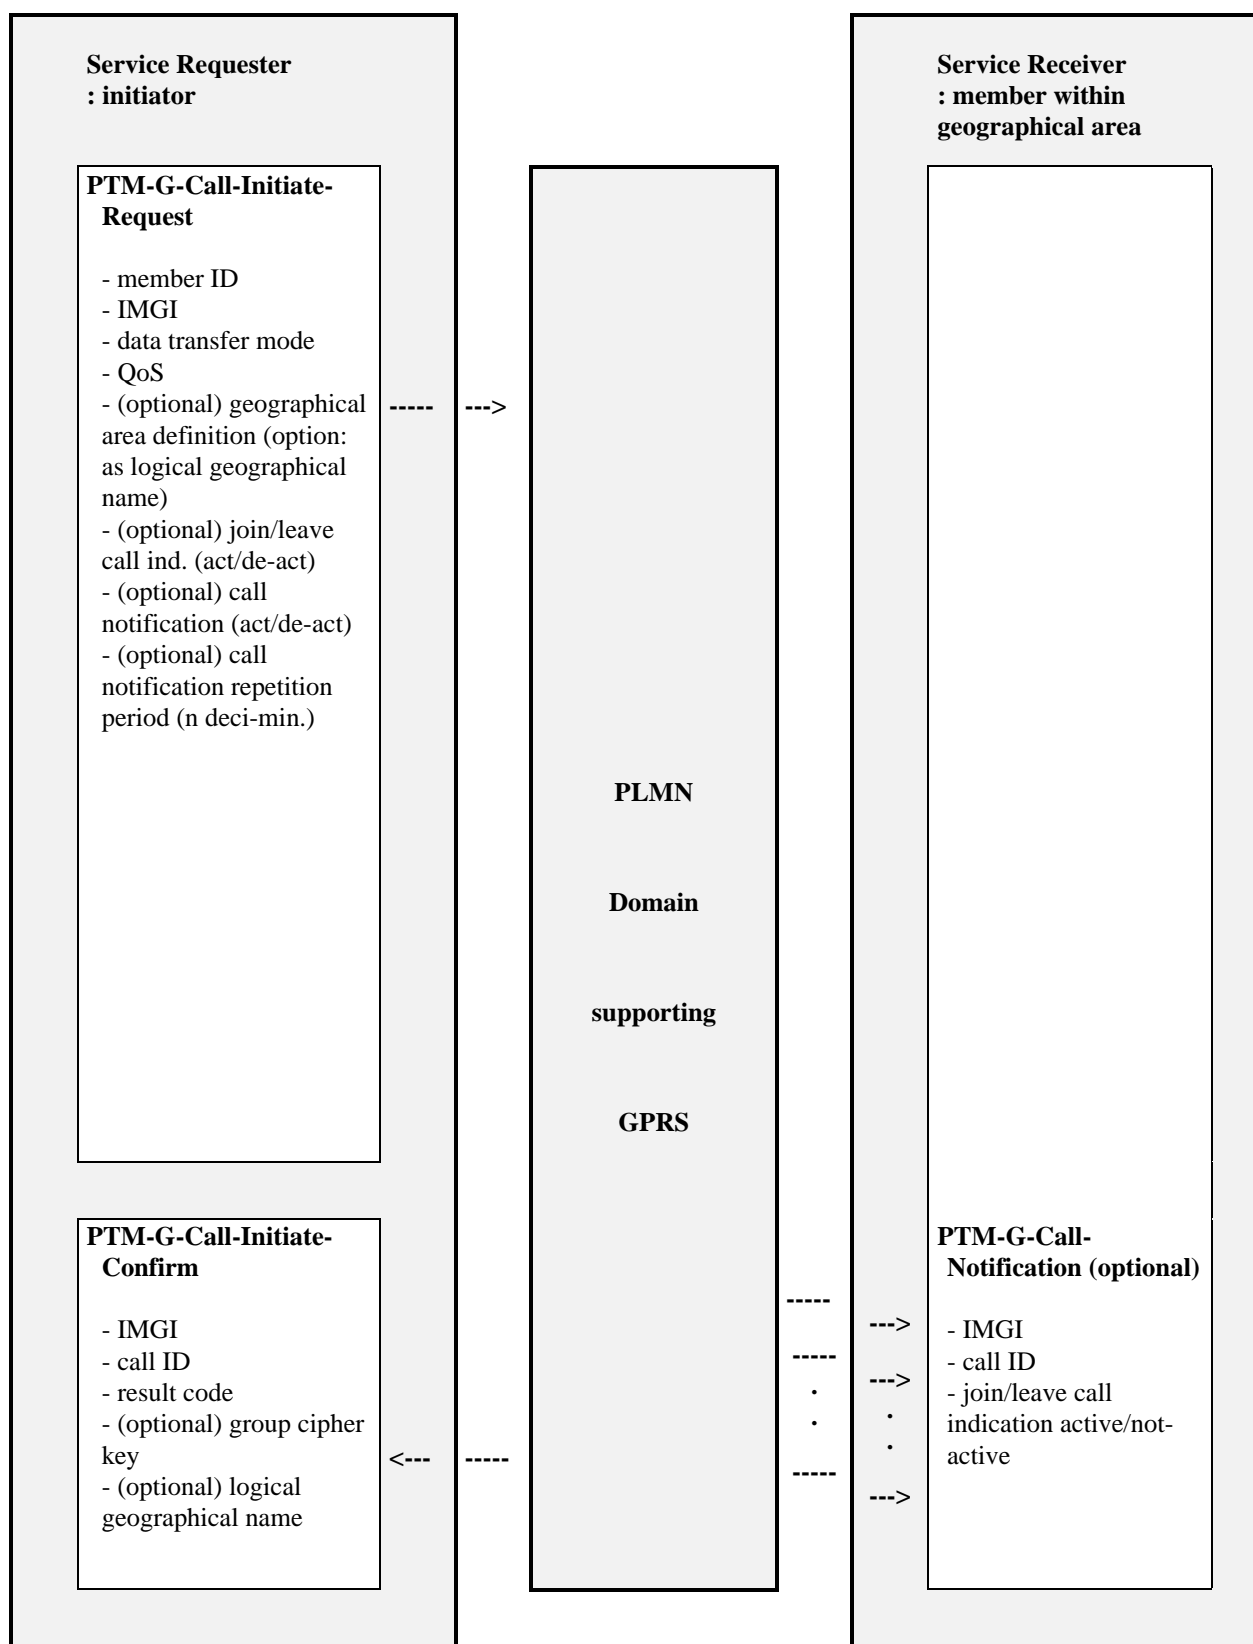 Service Requester
: initiator
Service Receiver
: member within
geographical area
PTM-G-Call-Initiate-
Request
- member ID
- IMGI
- data transfer mode
- QoS
- (optional) geographical
area definition (option:
as logical geographical
name)
- (optional) join/leave
call ind. (act/de-act)
- (optional) call
notification (act/de-act)
- (optional) call
notification repetition
period (n deci-min.)
----- --->
PLMN
Domain
supporting
GPRS
PTM-G-Call-Initiate-
Confirm
- IMGI
- call ID
- result code
- (optional) group cipher
key
- (optional) logical
geographical name
<--- -----
----- --->
----- --->
. .
. .
----- --->
PTM-G-Call-
Notification (optional)
- IMGI
- call ID
- join/leave call
indication active/not-
active